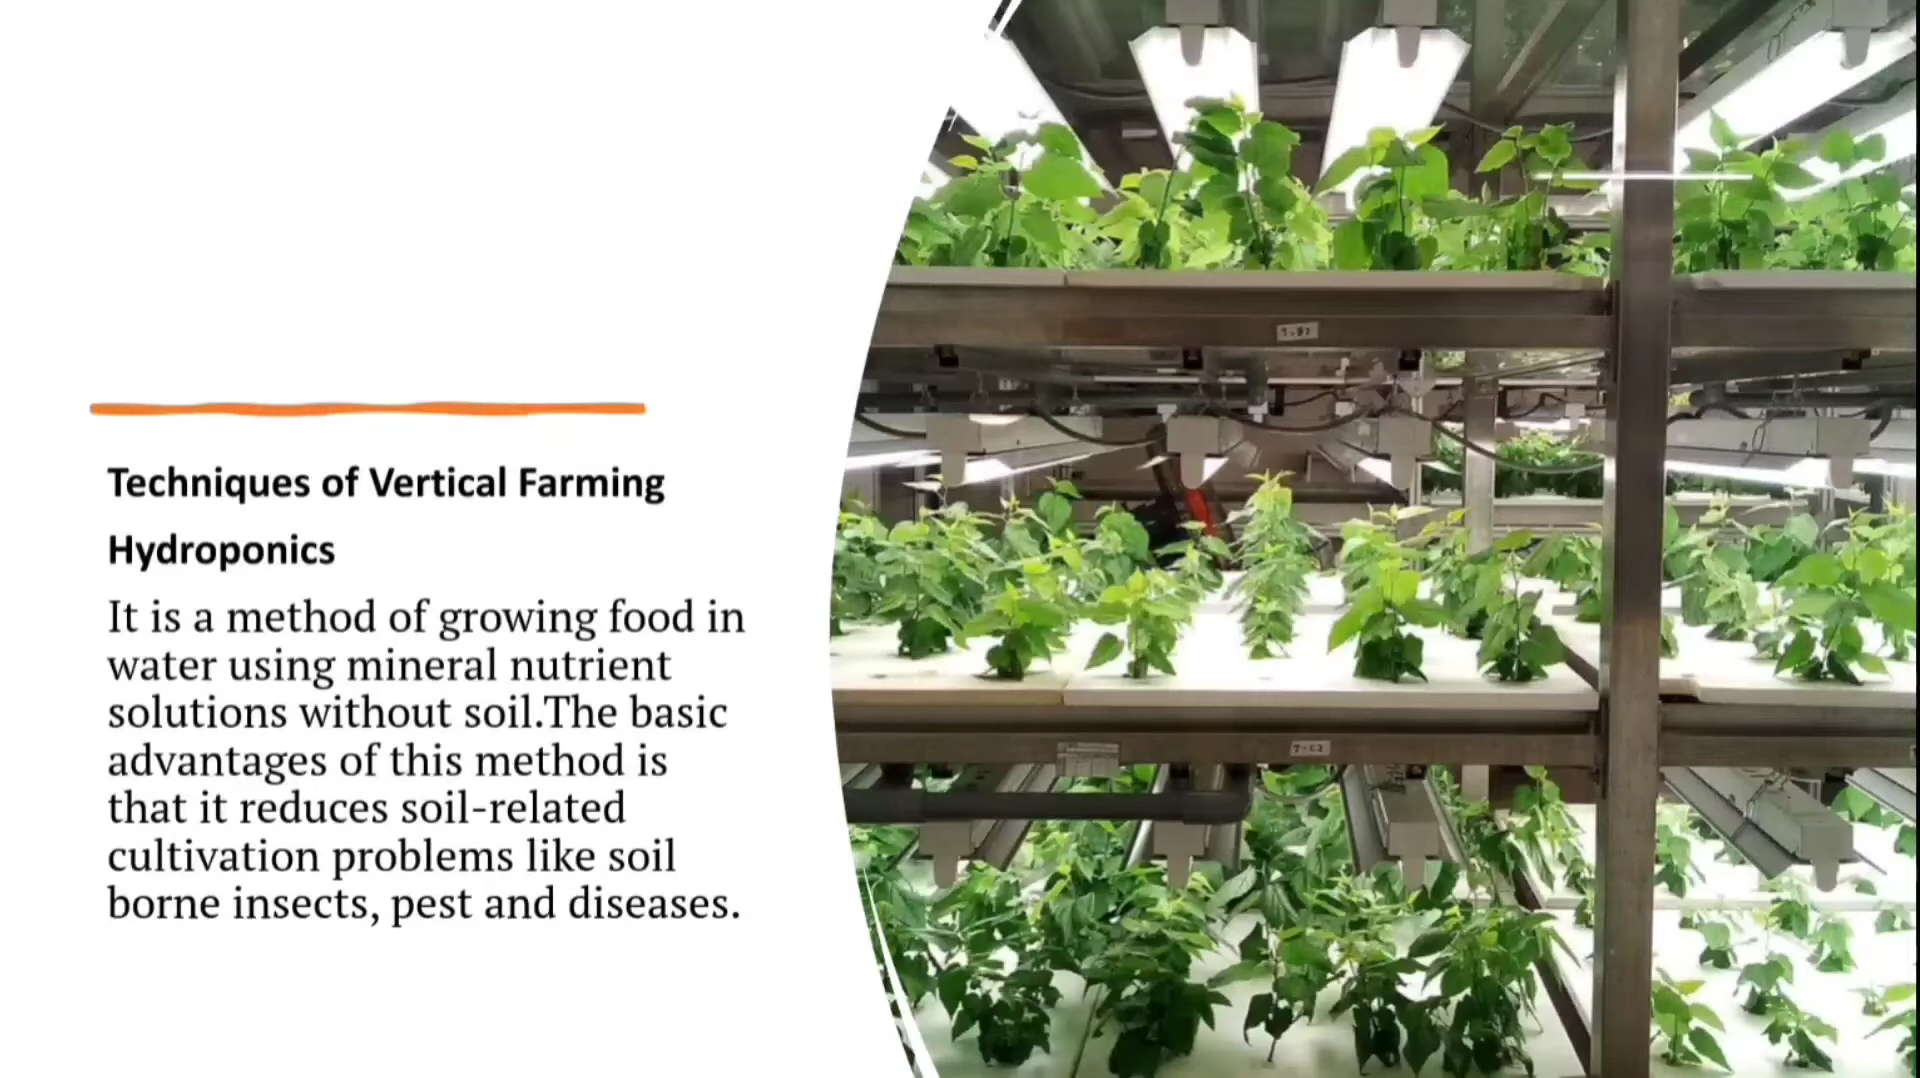 Techniques of Vertical Farming
Hydroponics
It is a method of growing food in
water using mineral nutrient
solutions without soil.The basic
advantages of this method is
that it reduces soil-related
cultivation problems like soil
borne insects, pest and diseases.